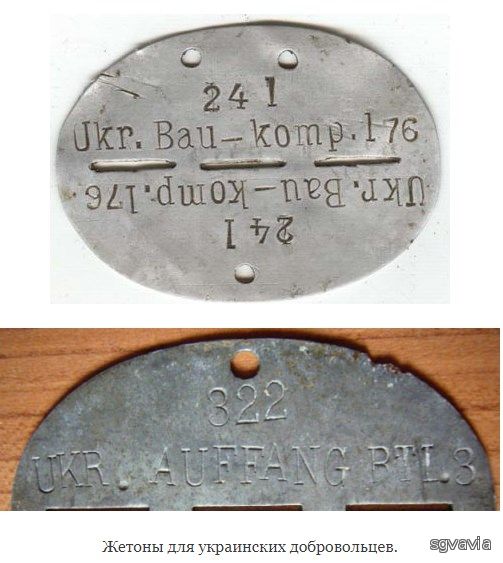 241
Ukr. Bau-komp. 176
Ukr. Bau-komp. 176
241
322
UKR. AUFFANG BTL. 3
Жетоны для украинских добровольцев.
sgvavia